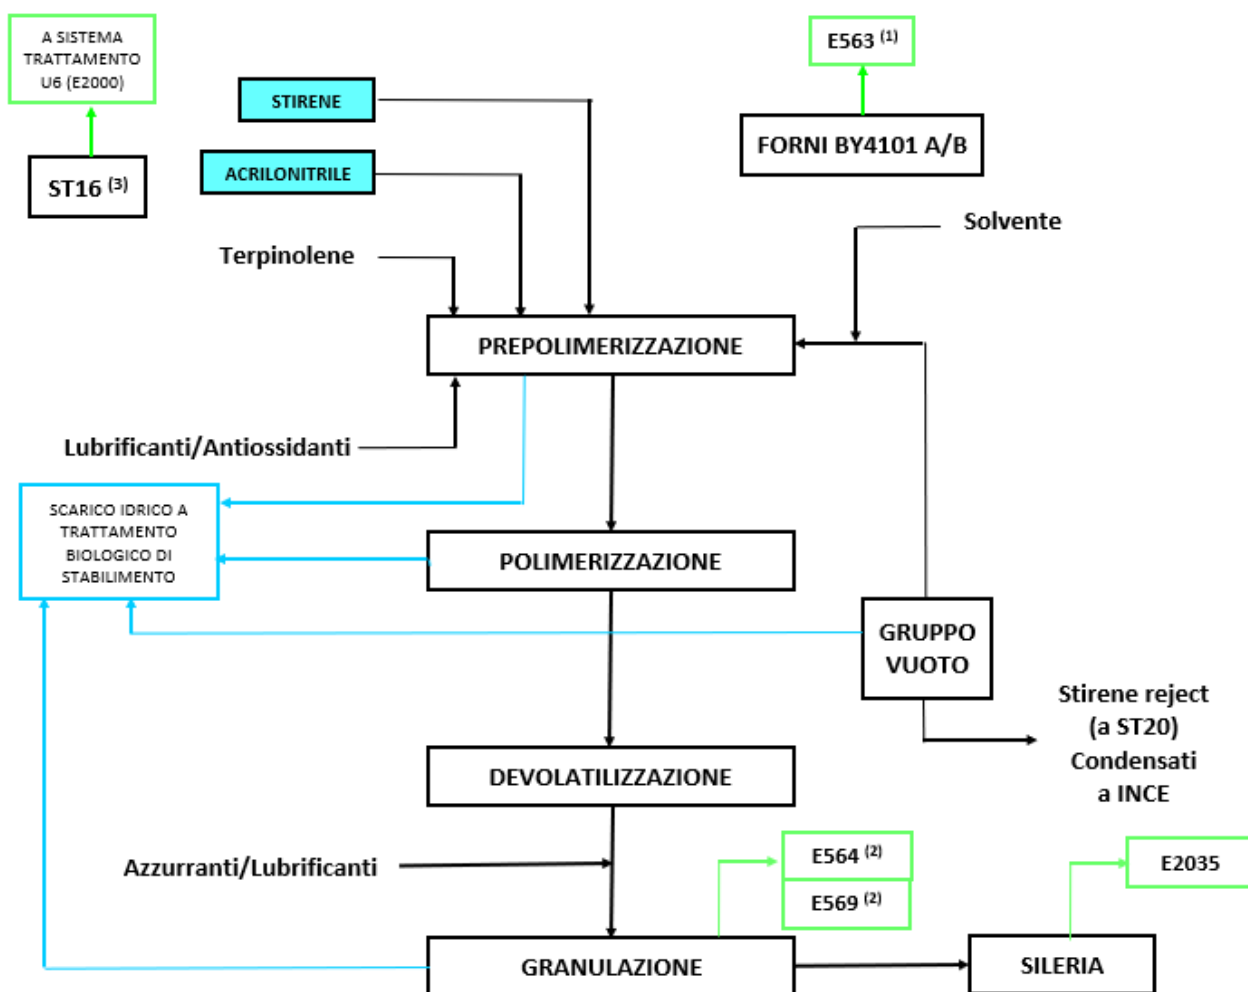 A SISTEMA
TRATTAMENTO
U6 (E2000)
E563 (1)
STIRENE
FORNI BY4101 A/B
ACRILONITRILE
ST16 (3)
Solvente
Terpinolene
PREPOLIMERIZZAZIONE
Lubrificanti/Antiossidanti
SCARICO IDRICO A
TRATTAMENTO
BIOLOGICO DI
STABILIMENTO
POLIMERIZZAZIONE
GRUPPO
VUOTO
Stirene reject
(a ST20)
Condensati
a INCE
DEVOLATILIZZAZIONE
Azzurranti/Lubrificanti
E564 (2)
E569 (2)
E2035
GRANULAZIONE
SILERIA